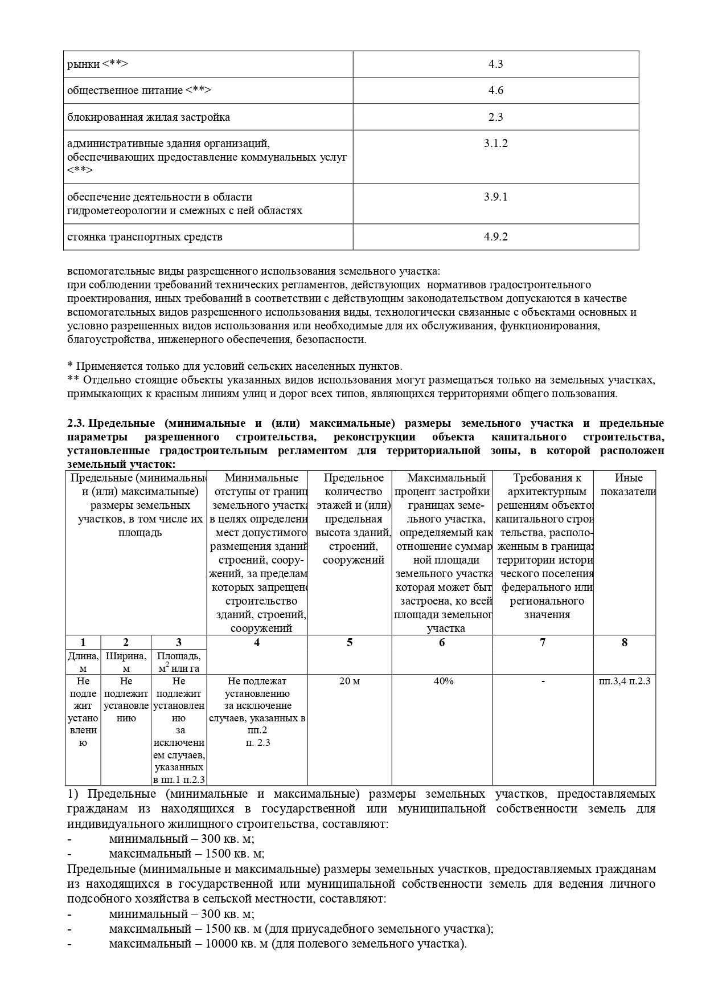 рынки <**>
4.3
общественное питание <**>
4.6
блокированная жилая застройка
2.3
административные здания организаций,
обеспечивающих предоставление коммунальных услуг
<**>
3.1.2
обеспечение деятельности в области
гидрометеорологии и смежных с ней областях
3.9.1
стоянка транспортных средств
4.9.2
вспомогательные виды разрешенного использования земельного участка:
при соблюдении требований технических регламентов, действующих нормативов градостроительного
проектирования, иных требований в соответствии с действующим законодательством допускаются в качестве
вспомогательных видов разрешенного использования виды, технологически связанные с объектами основных и
условно разрешенных видов использования или необходимые для их обслуживания, функционирования,
благоустройства, инженерного обеспечения, безопасности.
* Применяется только для условий сельских населенных пунктов.
** Отдельно стоящие объекты указанных видов использования могут размещаться только на земельных участках,
примыкающих к красным линиям улиц и дорог всех типов, являющихся территориями общего пользования.
2.3. Предельные (минимальные и (или) максимальные) размеры земельного участка и предельные
параметры разрешенного строительства, реконструкции объекта капитального строительства,
установленные градостроительным регламентом для территориальной зоны, в которой расположен
земельный участок:
Предельные (минимальные
и (или) максимальные)
размеры земельных
участков, в том числе их
площадь
Минимальные
отступы от границ
земельного участка
в целях определени
мест допустимого
размещения зданий
строений, соору-
жений, за пределам
которых запрещено
строительство
зданий, строений,
сооружений
Предельное
количество
этажей и (или)
предельная
высота зданий,
строений,
сооружений
Максимальный
процент застройки
границах земе-
льного участка,
определяемый как
отношение суммар
ной площади
земельного участка
которая может быт
застроена, ко всей
площади земельног
участка
Требования к
архитектурным
решениям объекто
капитального строи
тельства, располо-
женным в границах
территории истори
ческого поселения
федерального или
регионального
значения
Иные
показатели
1
2
3
4
5
6
7
8
Длина,
м
Ширина,
м
Площадь,
м2 или га
Не
подле
жит
устано
влени
ю
Не
подлежит
установле
нию
Не
подлежит
установлен
ию
за
исключени
ем случаев,
указанных
в пп.1 п.2.3
Не подлежат
установлению
за исключение
случаев, указанных в
пп.2
п. 2.3
20 м
40%
-
пп.3,4 п.2.3
1) Предельные (минимальные и максимальные) размеры земельных участков, предоставляемых
гражданам из находящихся в государственной или муниципальной собственности земель для
индивидуального жилищного строительства, составляют:
- минимальный – 300 кв. м;
- максимальный – 1500 кв. м;
Предельные (минимальные и максимальные) размеры земельных участков, предоставляемых гражданам
из находящихся в государственной или муниципальной собственности земель для ведения личного
подсобного хозяйства в сельской местности, составляют:
- минимальный – 300 кв. м;
- максимальный – 1500 кв. м (для приусадебного земельного участка);
- максимальный – 10000 кв. м (для полевого земельного участка).